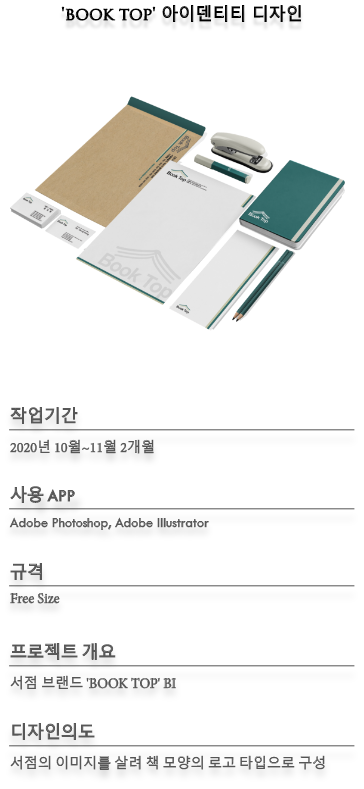 'BOOK TOP' 아이덴티티 디자인
Book Top
Book Top
Book Top
Book Top
작업기간
2020년 10월~11월 2개월
사용 APP
Adobe Photoshop, Adobe Illustrator
규격
Free Size
프로젝트 개요
서점 브랜드 'BOOK TOP' BI
디자인의도
서점의 이미지를 살려 책 모양의 로고 타입으로 구성